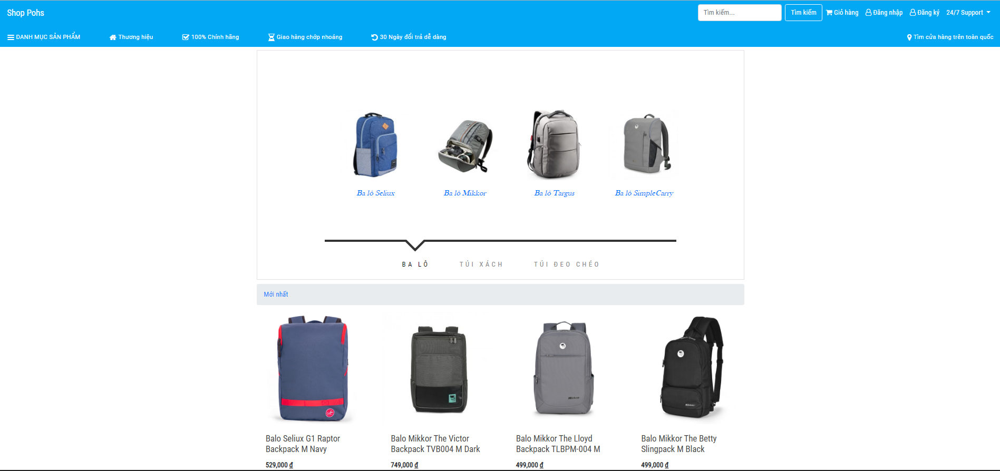 Shop Pohs
Tìm kiếm...
Tìm kiếm
Giỏ hàng
Đăng nhập
Đăng ký
24/7 Support
DANH MỤC SẢN PHẨM
Thương hiệu
100% Chính hãng
Giao hàng chớp nhoáng
30 Ngày đổi trả dễ dàng
Tìm cửa hàng trên toàn quốc
Ba lô Seliux
Ba lô Mikkor
Ba lô Targus
Ba lô SimpleCarry
BA LÔ
TÚI XÁCH
TÚI ĐEO CHÉO
Mới nhất
Balo Seliux G1 Raptor
Backpack M Navy
529,000 ₫
Balo Mikkor The Victor
Backpack TVB004 M Dark
749,000 ₫
Balo Mikkor The Lloyd
Backpack TLBPM-004 M
499,000 ₫
Balo Mikkor The Betty
Slingpack M Black
499,000 ₫